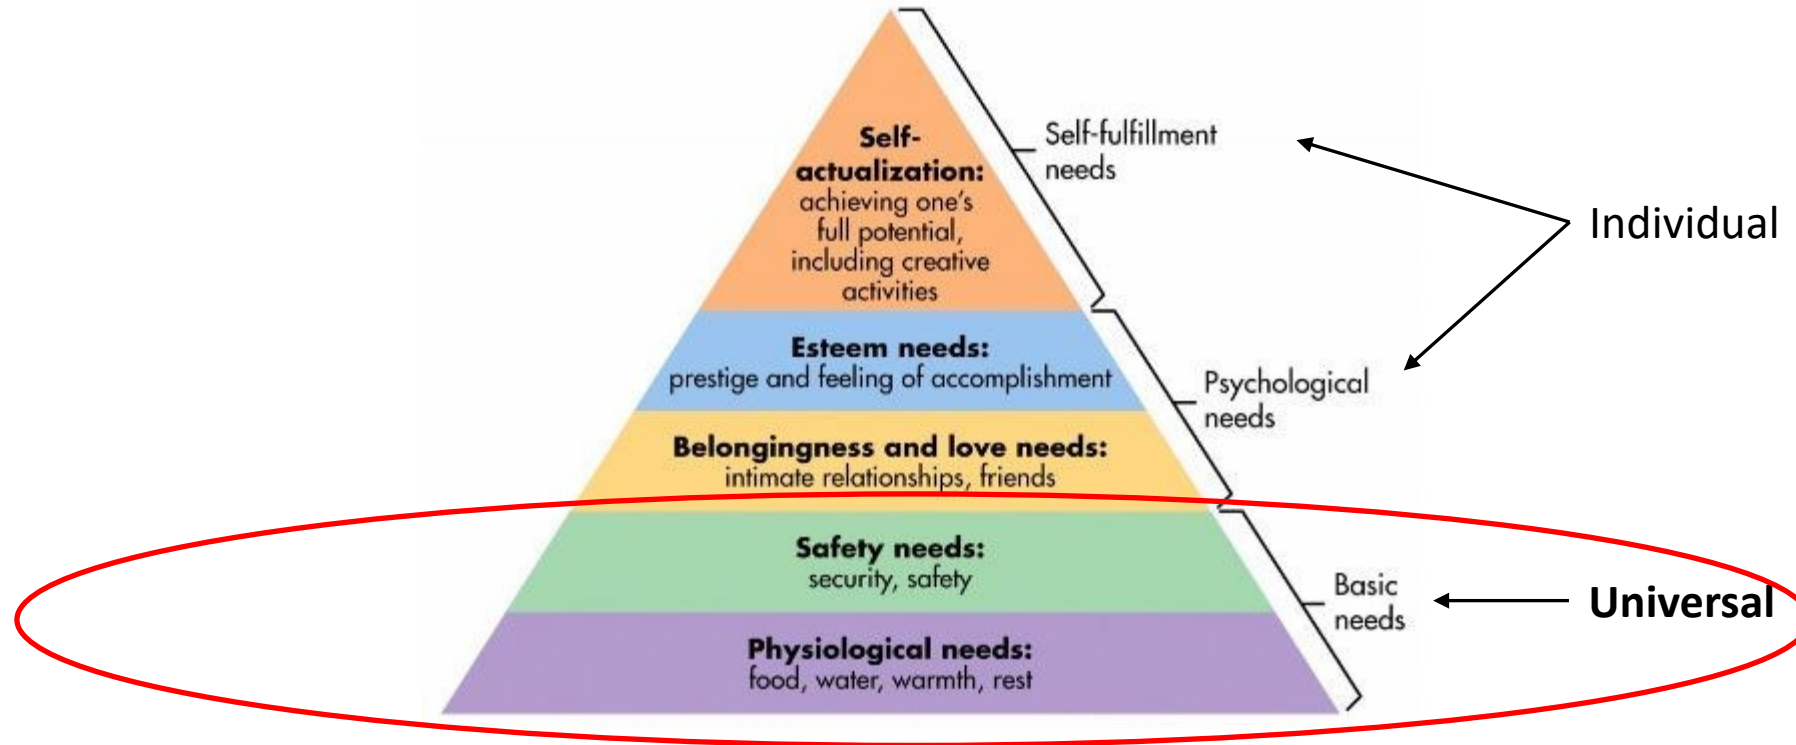 Self-
actualization:
achieving one's
full potential,
including creative
activities
Esteem needs:
prestige and feeling of accomplishment
Belongingness and love needs:
intimate relationships, friends
Safety needs:
security, safety
Physiological needs:
food, water, warmth, rest
Self-fulfillment
needs
Psychological
needs
Basic
needs
Individual
Universal